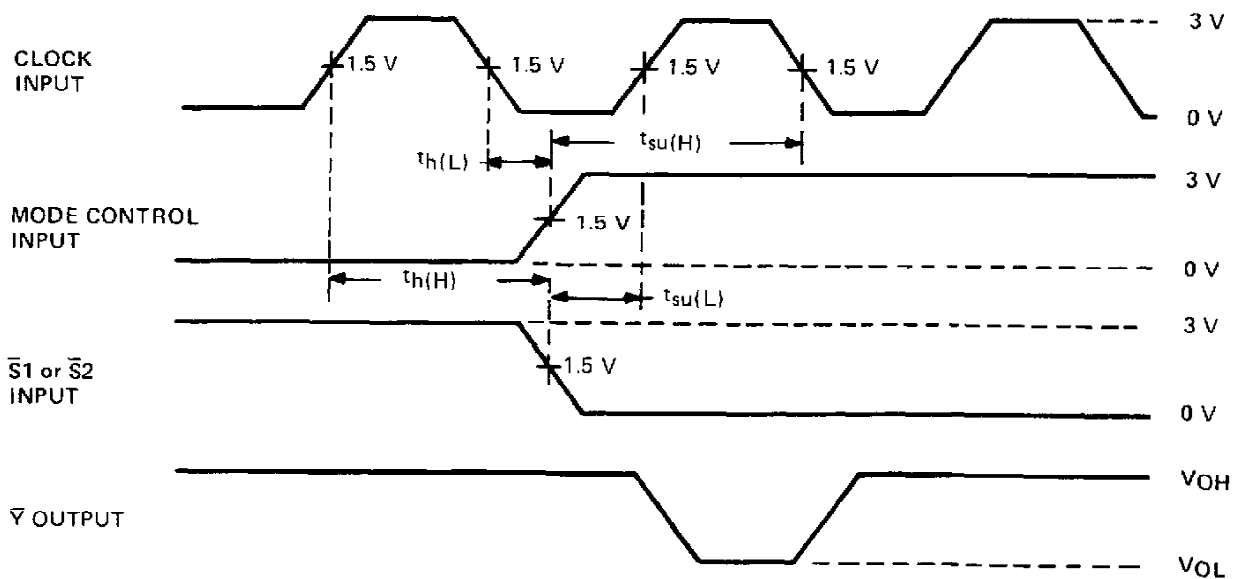 CLOCK
INPUT
1.5 V
1.5 V
1.5 V
1.5 V
3 V
0 V
th(L)
tsu(H)
MODE CONTROL
INPUT
1.5 V
3 V
0 V
th(H)
tsu(L)
S̅1 or S̅2
INPUT
1.5 V
3 V
0 V
Y̅ OUTPUT
VOH
VOL